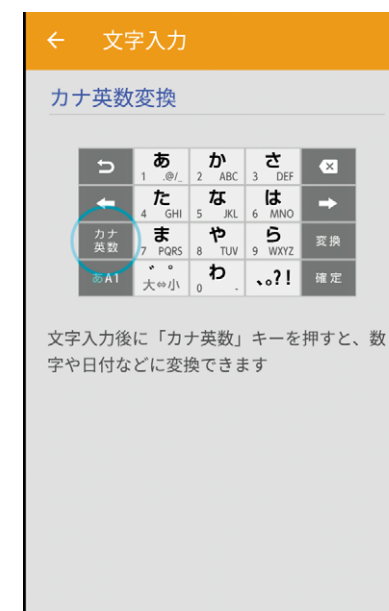 ← 文字入力
カナ英数変換
あ か さ
1 .@/_ 2 ABC 3 DEF
た な は
4 GHI 5 JKL 6 MNO
カナ英数 ま や ら 変換
7 PQRS 8 TUV 9 WXYZ
あA1 ゛゜ わ 、。?! 確定
大⇔小 0 -
文字入力後に「カナ英数」キーを押すと、数
字や日付などに変換できます